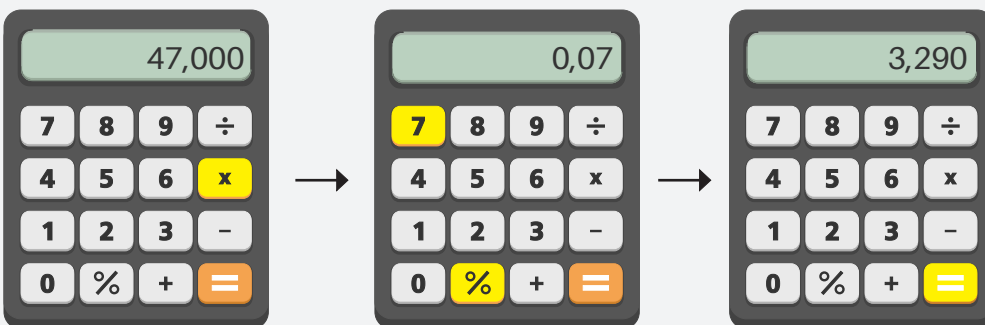 47,000
7 8 9 ÷
4 5 6 x
1 2 3 −
0 % + =
0,07
7 8 9 ÷
4 5 6 x
1 2 3 −
0 % + =
3,290
7 8 9 ÷
4 5 6 x
1 2 3 −
0 % + =